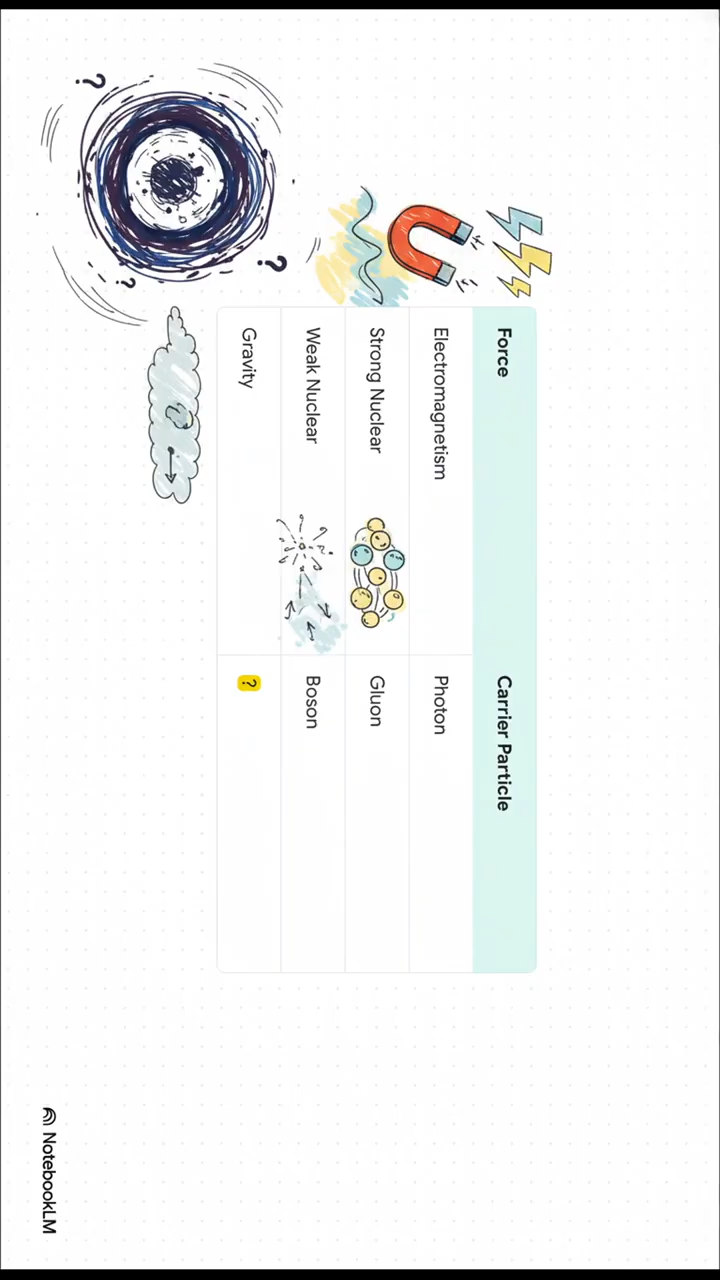 Force Carrier Particle
Electromagnetism Photon
Strong Nuclear Gluon
Weak Nuclear Boson
Gravity ?
? ? ?
NotebookLM